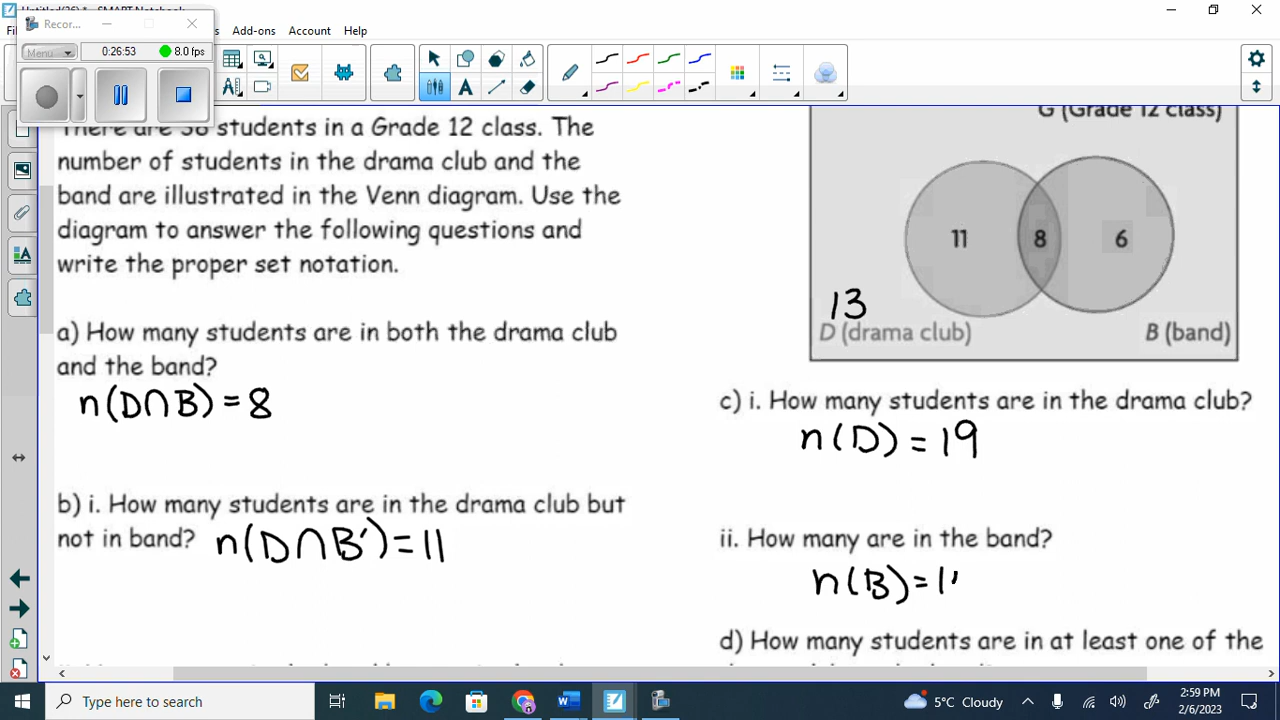 Untitled(26)* - SMART Notebook
Recor...
Add-ons Account Help
Menu 0:26:53 8.0 fps
students in a Grade 12 class. The
number of students in the drama club and the
band are illustrated in the Venn diagram. Use the
diagram to answer the following questions and
write the proper set notation.
a) How many students are in both the drama club
and the band?
n(D∩B) = 8
b) i. How many students are in the drama club but
not in band? n(D∩B')=11
G (Grade 12 class)
11 8 6
13
D (drama club) B (band)
c) i. How many students are in the drama club?
n(D) = 19
ii. How many are in the band?
n(B)=1
d) How many students are in at least one of the
Type here to search
5°C Cloudy
2:59 PM
2/6/2023